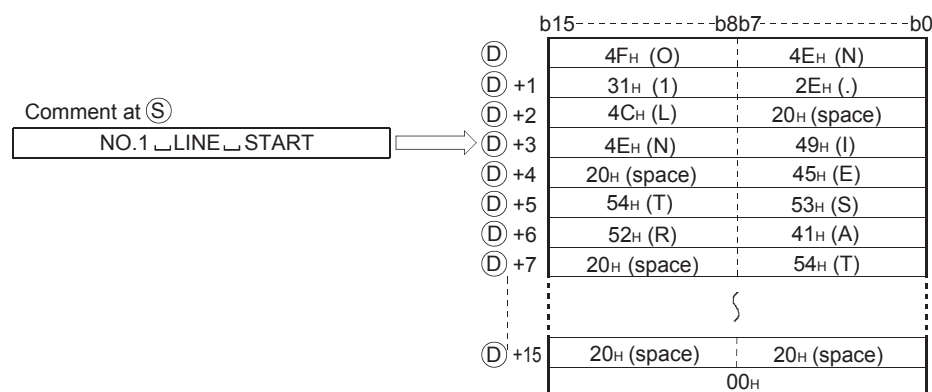 b15 b8b7 b0
Ⓓ 4FH (O) 4EH (N)
Ⓓ +1 31H (1) 2EH (.)
Comment at Ⓢ
Ⓓ +2 4CH (L) 20H (space)
NO.1␣LINE␣START Ⓓ +3 4EH (N) 49H (I)
Ⓓ +4 20H (space) 45H (E)
Ⓓ +5 54H (T) 53H (S)
Ⓓ +6 52H (R) 41H (A)
Ⓓ +7 20H (space) 54H (T)
Ⓓ +15 20H (space) 20H (space)
00H